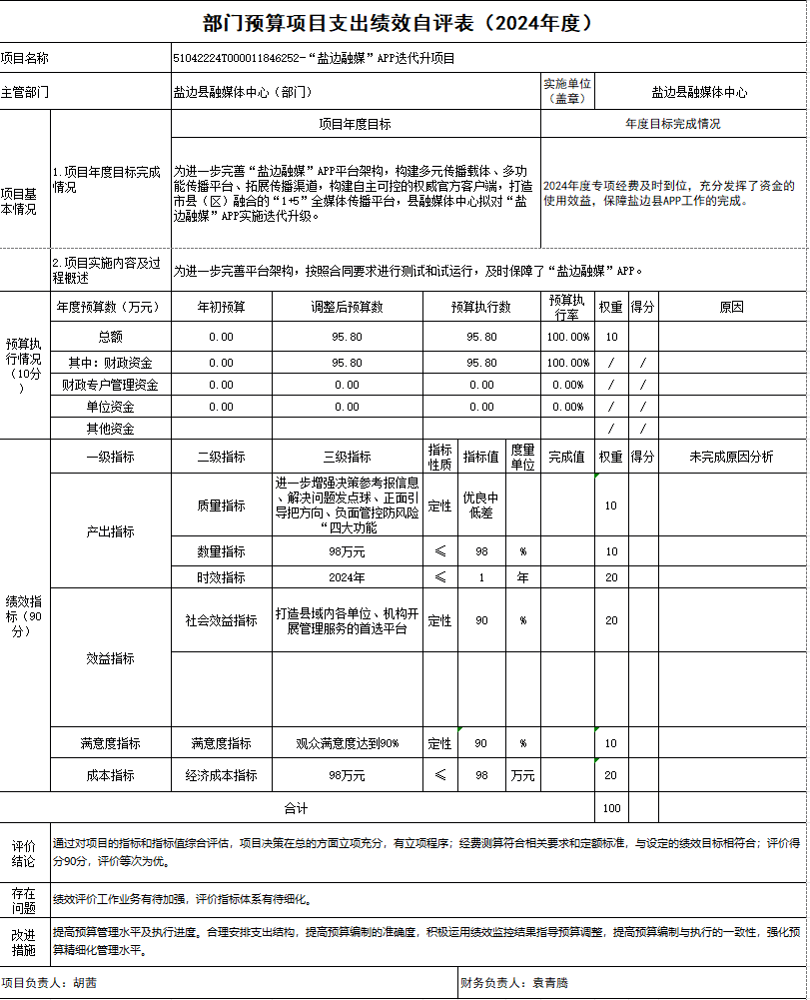 部门预算项目支出绩效自评表（2024年度）
项目名称 51042224T000011846252-“盐边融媒”APP迭代升项目
主管部门 盐边县融媒体中心（部门） 实施单位（盖章） 盐边县融媒体中心
项目基本情况 1.项目年度目标完成情况 项目年度目标 年度目标完成情况
为进一步完善“盐边融媒”APP平台架构，构建多元传播载体、多功能传播平台、拓展传播渠道，构建自主可控的权威官方客户端，打造市县（区）融合的“1+5”全媒体传播平台，县融媒体中心拟对“盐边融媒”APP实施迭代升级。 2024年度专项经费及时到位，充分发挥了资金的使用效益，保障盐边县APP工作的完成。
2.项目实施内容及过程概述 为进一步完善平台架构，按照合同要求进行测试和试运行，及时保障了“盐边融媒”APP。
预算执行情况（10分） 年度预算数（万元） 年初预算 调整后预算数 预算执行数 预算执行率 权重 得分 原因
总额 0.00 95.80 95.80 100.00% 10
其中：财政资金 0.00 95.80 95.80 100.00% / /
财政专户管理资金 0.00 0.00 0.00 0.00% / /
单位资金 0.00 0.00 0.00 0.00% / /
其他资金 / /
绩效指标（90分） 一级指标 二级指标 三级指标 指标性质 指标值 度量单位 完成值 权重 得分 未完成原因分析
产出指标 质量指标 进一步增强决策参考报信息、解决问题发点球、正面引导把方向、负面管控防风险“四大功能 定性 优良中低差 10
数量指标 98万元 ≤ 98 % 10
时效指标 2024年 ≤ 1 年 20
效益指标 社会效益指标 打造县域内各单位、机构开展管理服务的首选平台 定性 90 % 20
满意度指标 满意度指标 观众满意度达到90% 定性 90 % 10
成本指标 经济成本指标 98万元 ≤ 98 万元 20
合计 100
评价结论 通过对项目的指标和指标值综合评估，项目决策在总的方面立项充分，有立项程序；经费测算符合相关要求和定额标准，与设定的绩效目标相符合；评价得分90分，评价等次为优。
存在问题 绩效评价工作业务有待加强，评价指标体系有待细化。
改进措施 提高预算管理水平及执行进度。合理安排支出结构，提高预算编制的准确度，积极运用绩效监控结果指导预算调整，提高预算编制与执行的一致性，强化预算精细化管理水平。
项目负责人：胡茜 财务负责人：袁青腾